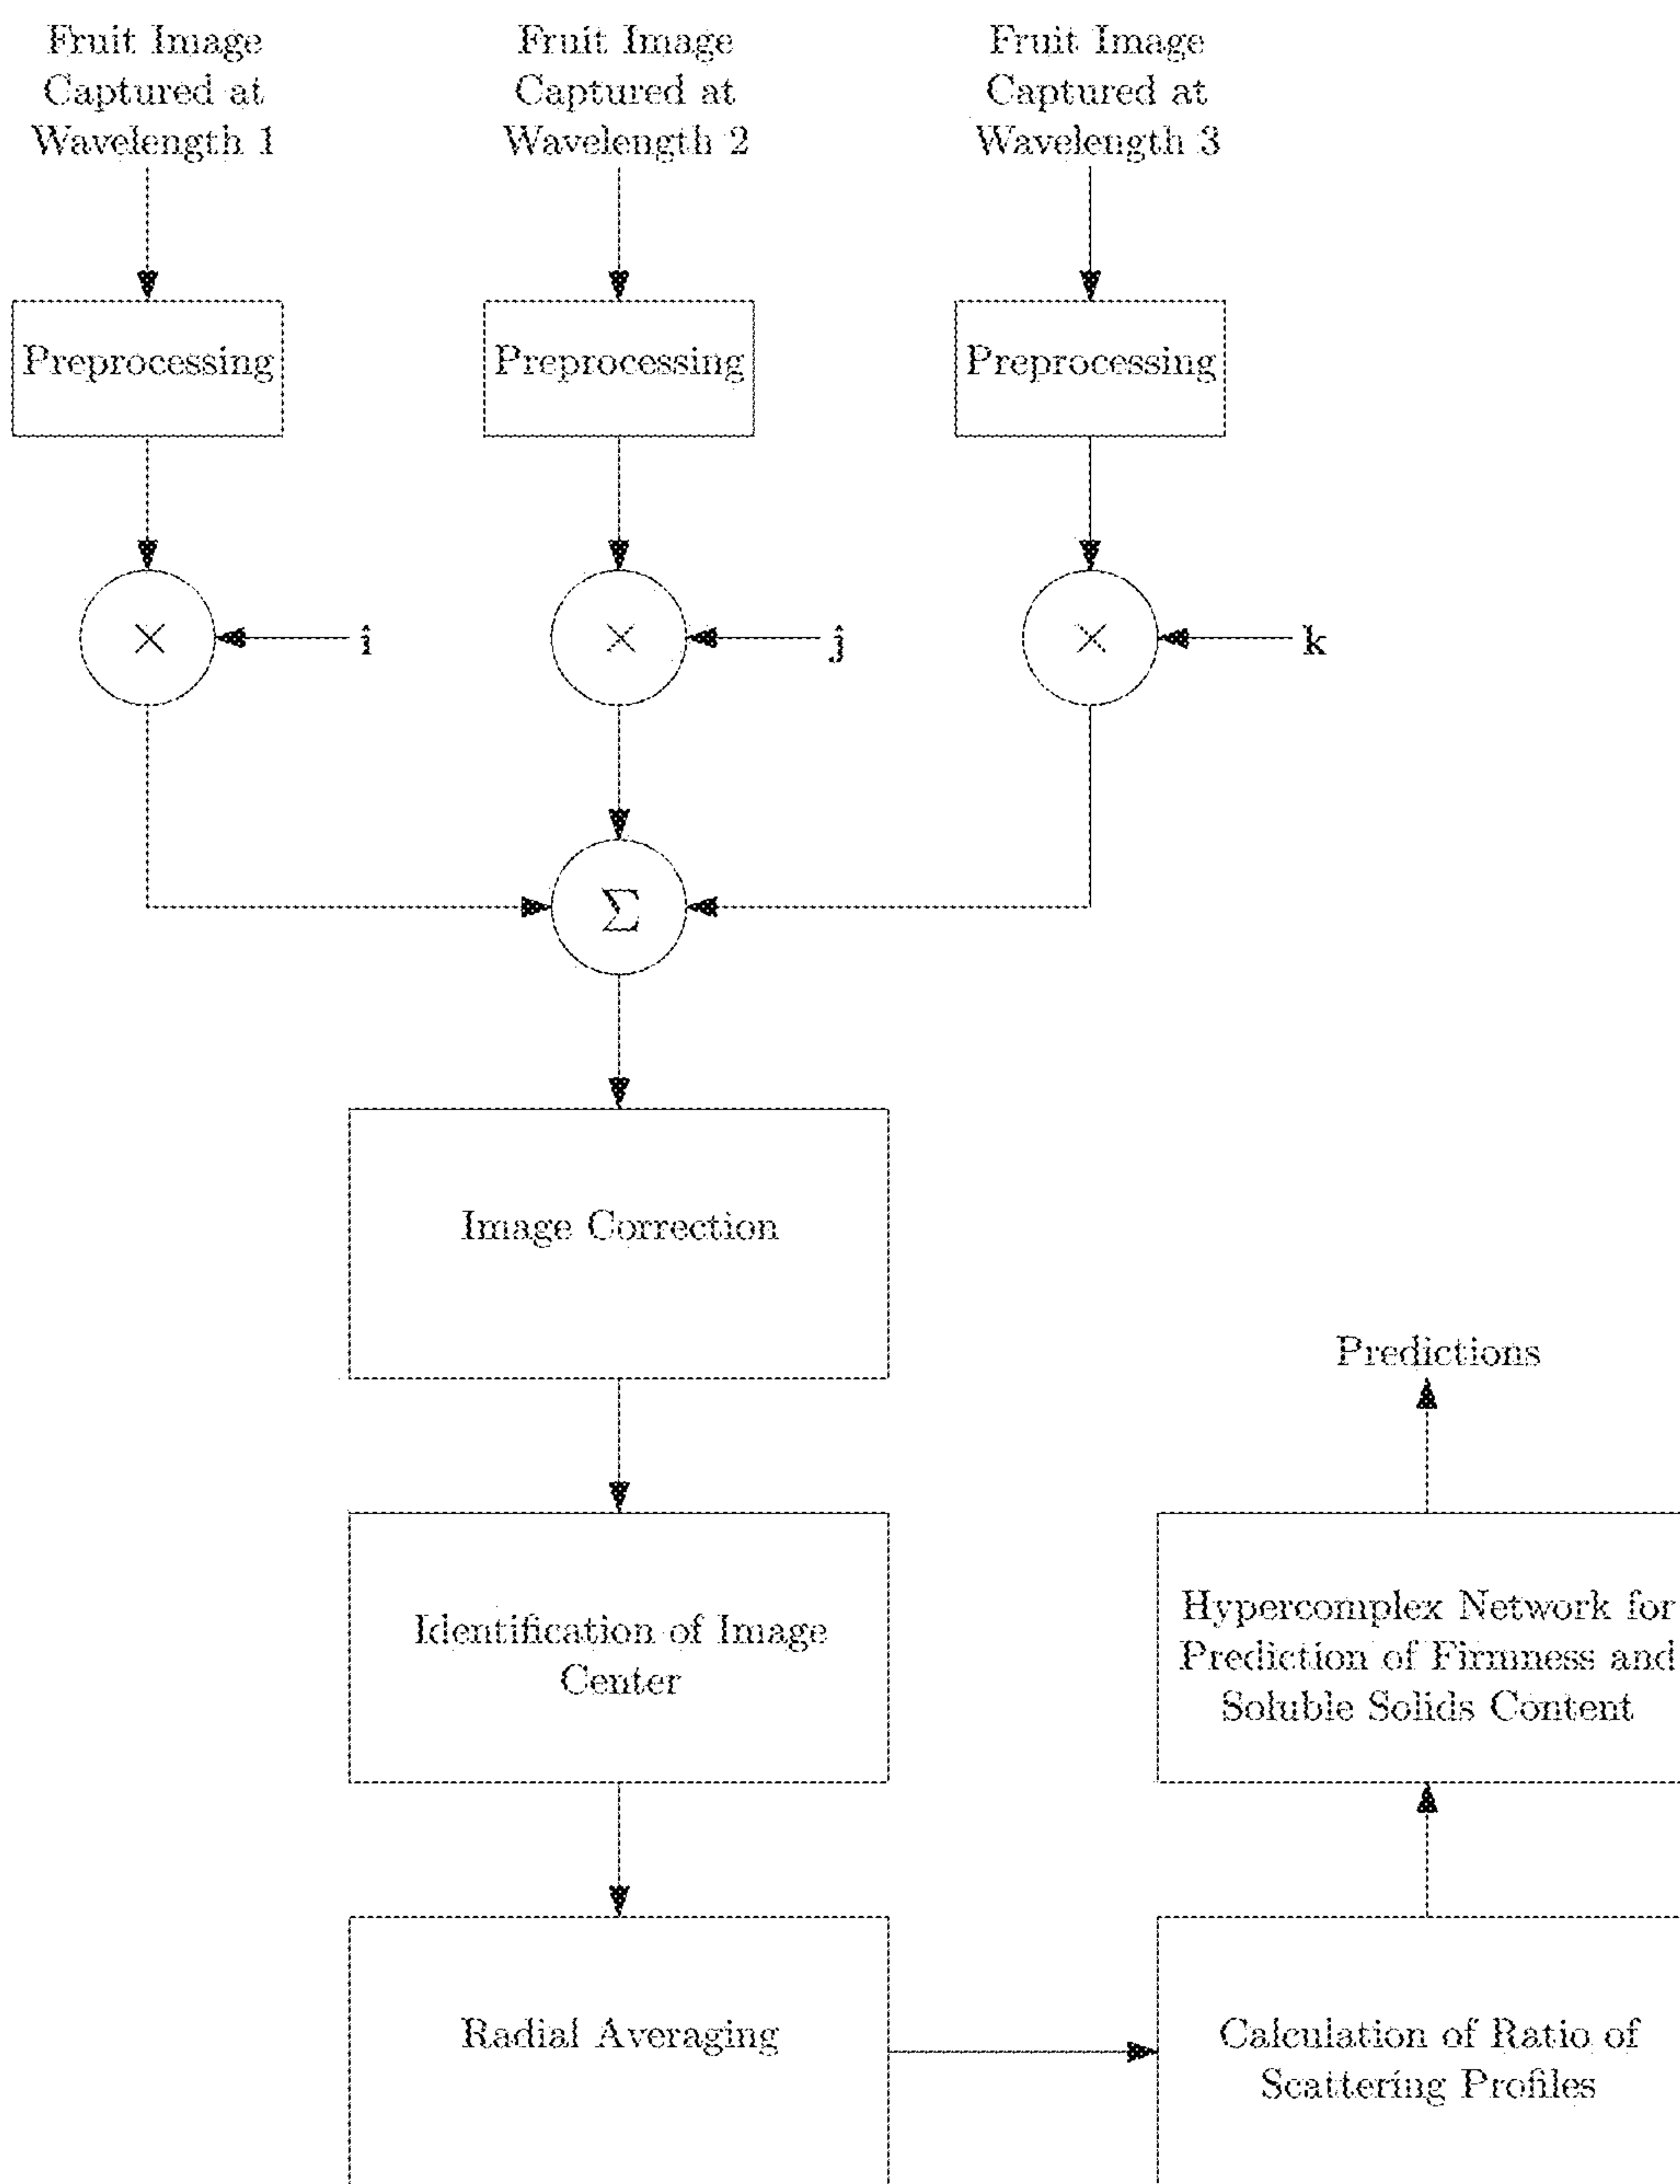 Fruit Image
Captured at
Wavelength 1
Fruit Image
Captured at
Wavelength 2
Fruit Image
Captured at
Wavelength 3
Preprocessing
Preprocessing
Preprocessing
×
î
×
ĵ
×
k
Σ
Image Correction
Predictions
Identification of Image
Center
Hypercomplex Network for
Prediction of Firmness and
Soluble Solids Content
Radial Averaging
Calculation of Ratio of
Scattering Profiles